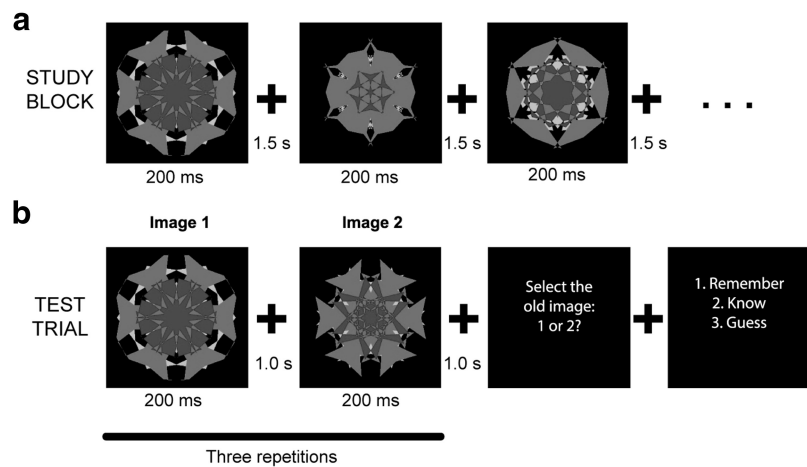 a
STUDY
BLOCK
1.5 s
1.5 s
1.5 s
. . .
200 ms
200 ms
200 ms
b
Image 1
Image 2
TEST
TRIAL
1.0 s
1.0 s
Select the
old image:
1 or 2?
1. Remember
2. Know
3. Guess
200 ms
200 ms
Three repetitions